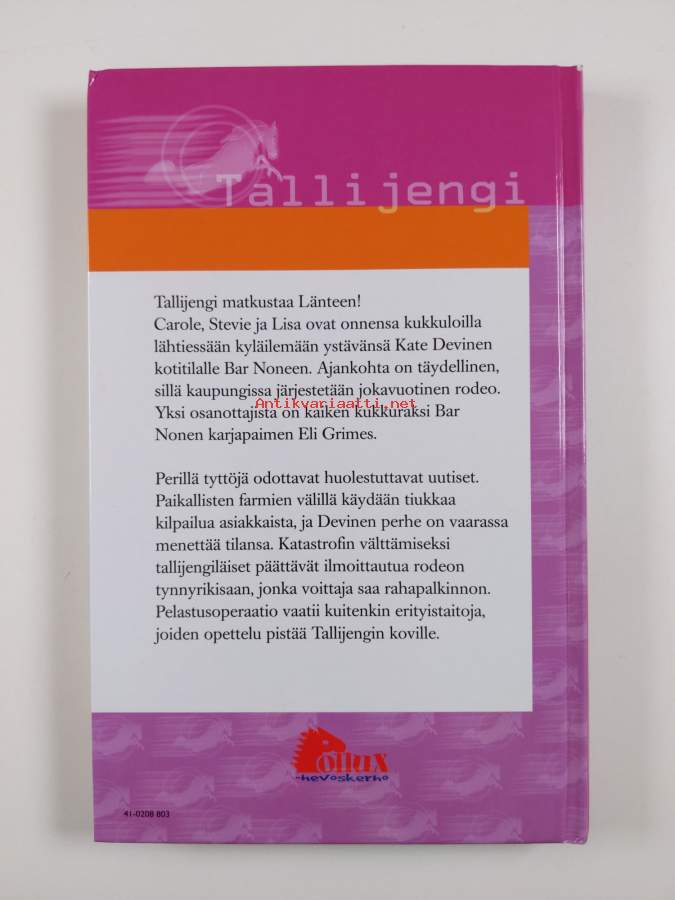 Tallijengi
Tallijengi matkustaa Länteen!
Carole, Stevie ja Lisa ovat onnensa kukkuloilla
lähtiessään kyläilemään ystävänsä Kate Devinen
kotitilalle Bar Noneen. Ajankohta on täydellinen,
sillä kaupungissa järjestetään jokavuotinen rodeo.
Antikvariaatti.net
Yksi osanottajista on kaiken kukkuraksi Bar
Nonen karjapaimen Eli Grimes.
Perillä tyttöjä odottavat huolestuttavat uutiset.
Paikallisten farmien välillä käydään tiukkaa
kilpailua asiakkaista, ja Devinen perhe on vaarassa
menettää tilansa. Katastrofin välttämiseksi
tallijengiläiset päättävät ilmoittautua rodeon
tynnyrikisaan, jonka voittaja saa rahapalkinnon.
Pelastusoperaatio vaatii kuitenkin erityistaitoja,
joiden opettelu pistää Tallijengin koville.
Pollux
-hevoskerho
41-0208 803